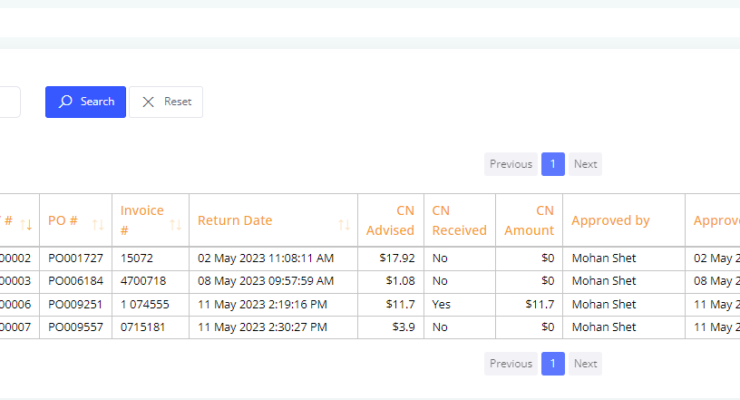 Search Reset
Previous 1 Next
# PO # Invoice # Return Date CN Advised CN Received CN Amount Approved by
00002 PO001727 15072 02 May 2023 11:08:11 AM $17.92 No $0 Mohan Shet 02 May 2
00003 PO006184 4700718 08 May 2023 09:57:59 AM $1.08 No $0 Mohan Shet 08 May 2
00006 PO009251 1 074555 11 May 2023 2:19:16 PM $11.7 Yes $11.7 Mohan Shet 11 May 2
00007 PO009557 0715181 11 May 2023 2:30:27 PM $3.9 No $0 Mohan Shet 11 May 2
Previous 1 Next